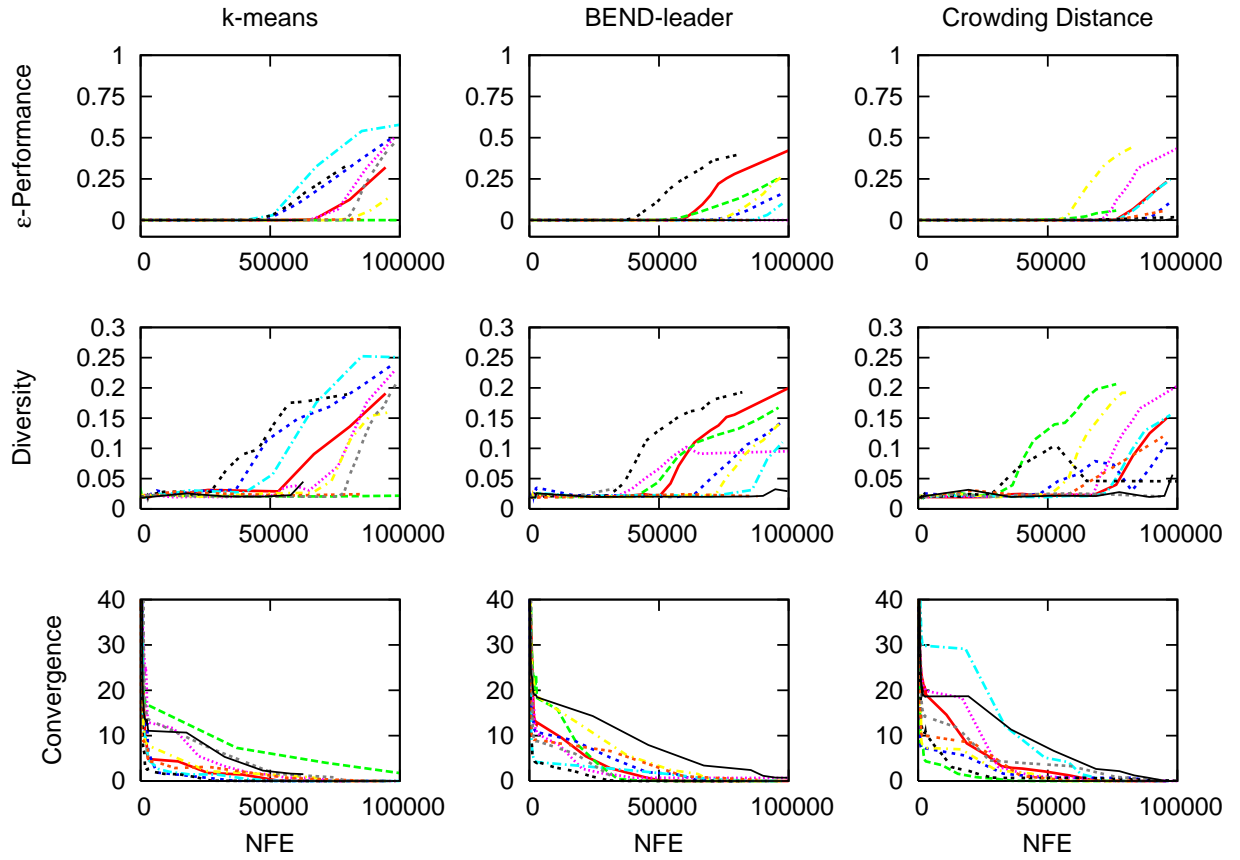 k-means BEND-leader Crowding Distance
ε-Performance
1 1 1
0.75 0.75 0.75
0.5 0.5 0.5
0.25 0.25 0.25
0 0 0
0 50000 100000 0 50000 100000 0 50000 100000
Diversity
0.3 0.3 0.3
0.25 0.25 0.25
0.2 0.2 0.2
0.15 0.15 0.15
0.1 0.1 0.1
0.05 0.05 0.05
0 0 0
0 50000 100000 0 50000 100000 0 50000 100000
Convergence
40 40 40
30 30 30
20 20 20
10 10 10
0 0 0
0 50000 100000 0 50000 100000 0 50000 100000
NFE NFE NFE